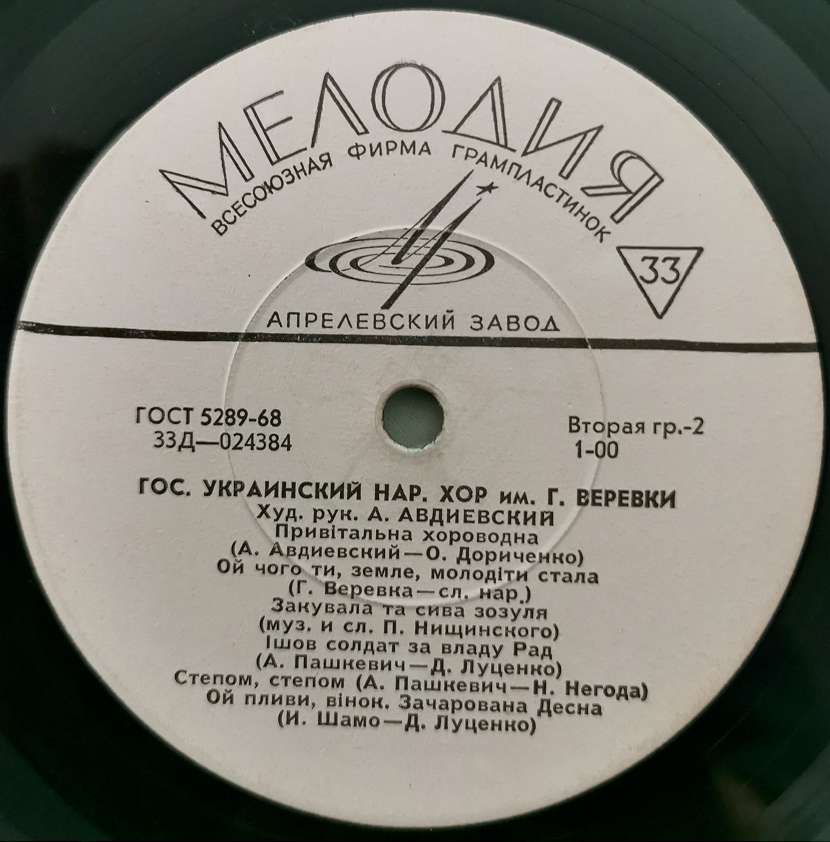 МЕЛОДИЯ
ВСЕСОЮЗНАЯ ФИРМА ГРАМПЛАСТИНОК
33
АПРЕЛЕВСКИЙ ЗАВОД
ГОСТ 5289-68
33Д—024384
Вторая гр.-2
1-00
ГОС. УКРАИНСКИЙ НАР. ХОР им. Г. ВЕРЕВКИ
Худ. рук. А. АВДИЕВСКИЙ
Привітальна хороводна
(А. Авдиевский—О. Дориченко)
Ой чого ти, земле, молодіти стала
(Г. Веревка—сл. нар.)
Закувала та сива зозуля
(муз. и сл. П. Нищинского)
Ішов солдат за владу Рад
(А. Пашкевич—Д. Луценко)
Степом, степом (А. Пашкевич—Н. Негода)
Ой пливи, вінок. Зачарована Десна
(И. Шамо—Д. Луценко)